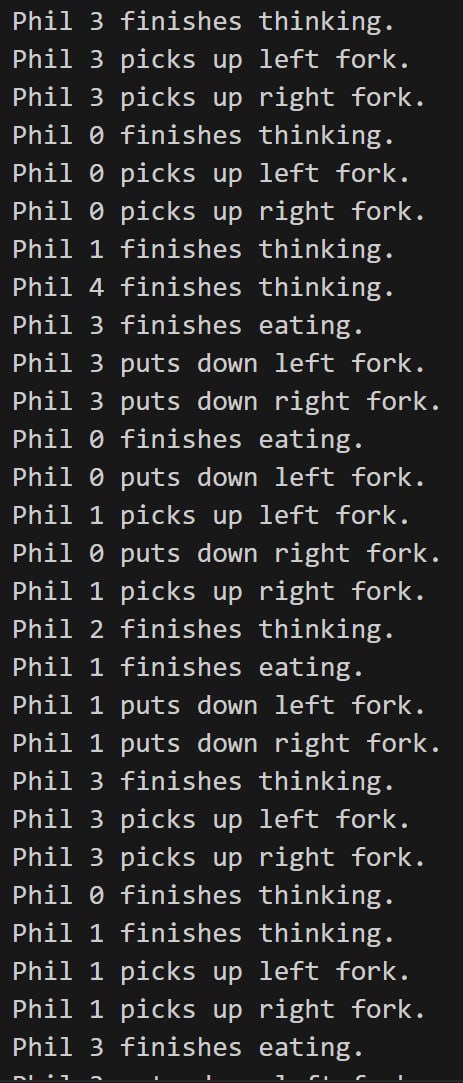 Phil 3 finishes thinking.
Phil 3 picks up left fork.
Phil 3 picks up right fork.
Phil 0 finishes thinking.
Phil 0 picks up left fork.
Phil 0 picks up right fork.
Phil 1 finishes thinking.
Phil 4 finishes thinking.
Phil 3 finishes eating.
Phil 3 puts down left fork.
Phil 3 puts down right fork.
Phil 0 finishes eating.
Phil 0 puts down left fork.
Phil 1 picks up left fork.
Phil 0 puts down right fork.
Phil 1 picks up right fork.
Phil 2 finishes thinking.
Phil 1 finishes eating.
Phil 1 puts down left fork.
Phil 1 puts down right fork.
Phil 3 finishes thinking.
Phil 3 picks up left fork.
Phil 3 picks up right fork.
Phil 0 finishes thinking.
Phil 1 finishes thinking.
Phil 1 picks up left fork.
Phil 1 picks up right fork.
Phil 3 finishes eating.